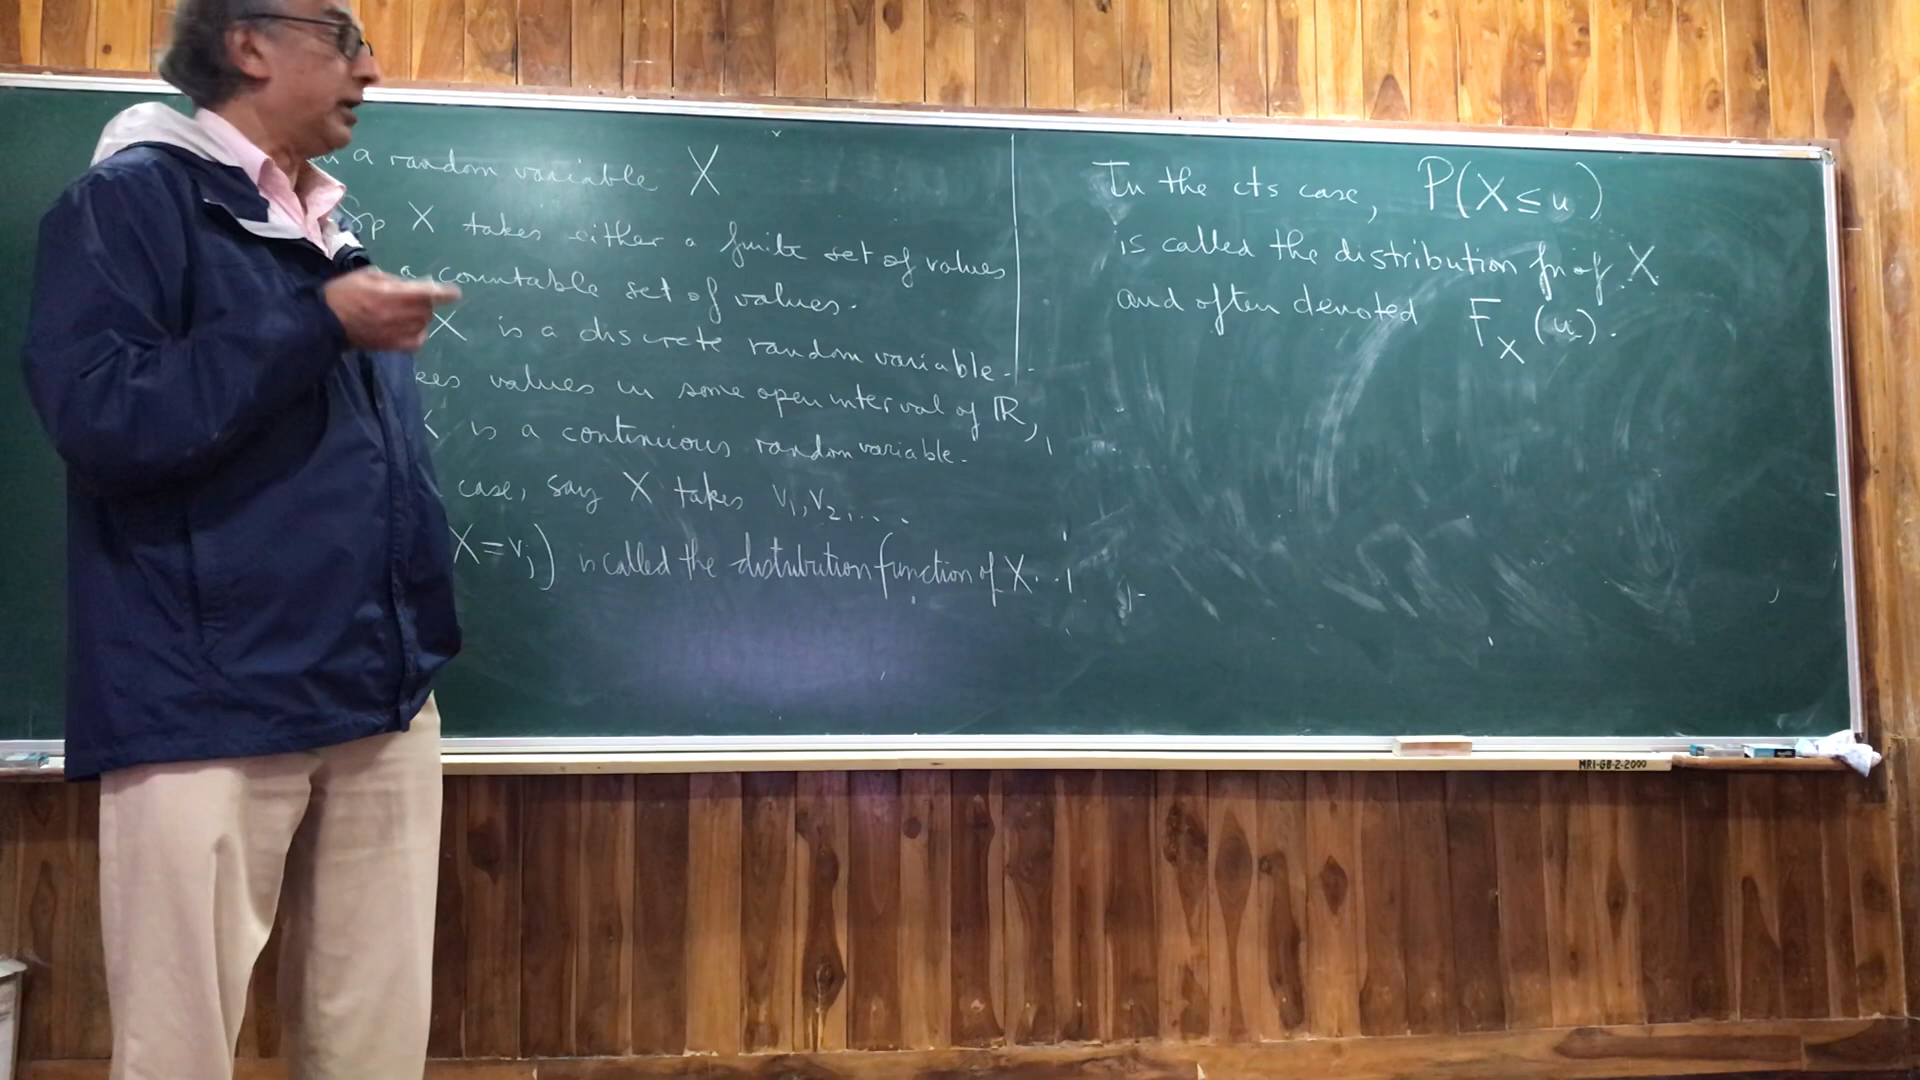 a random variable X
Sp X takes either a finite set of values
a countable set of values.
X is a discrete random variable.
values in some open interval of ℝ,
X is a continuous random variable.
case, say X takes v₁, v₂, ...
X = vⱼ) is called the distribution function of X.
In the cts case, P(X ≤ u)
is called the distribution fn of X
and often denoted F_X(u).
MRI-GB-2-2000